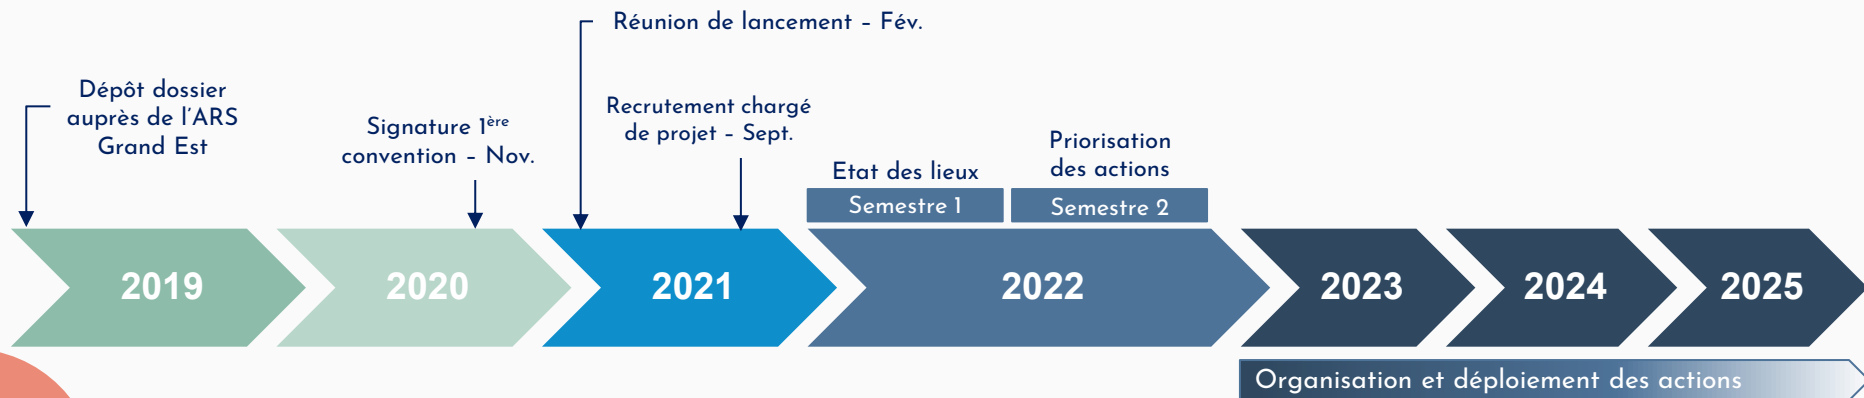 Réunion de lancement – Fév.
Dépôt dossier
auprès de l’ARS
Grand Est
Signature 1ère
convention – Nov.
Recrutement chargé
de projet – Sept.
Etat des lieux
Semestre 1
Priorisation
des actions
Semestre 2
2019
2020
2021
2022
2023
2024
2025
Organisation et déploiement des actions